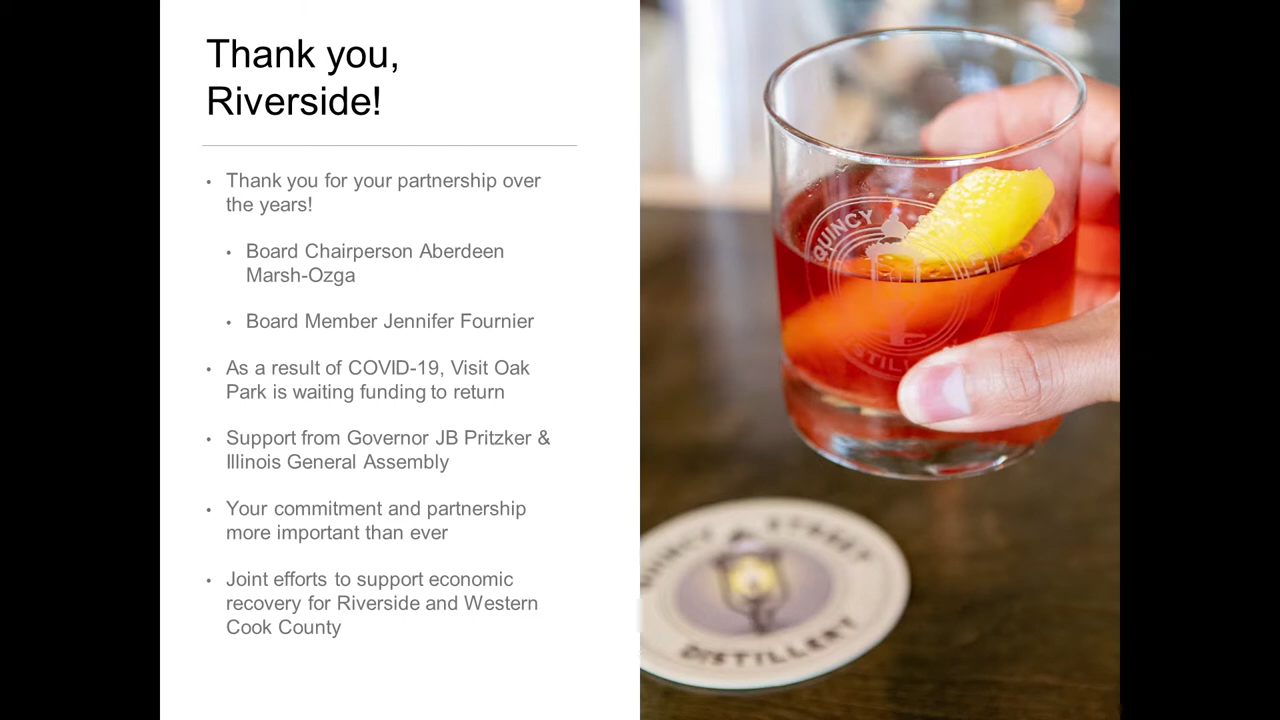 Thank you,
Riverside!
• Thank you for your partnership over
the years!
• Board Chairperson Aberdeen
Marsh-Ozga
• Board Member Jennifer Fournier
• As a result of COVID-19, Visit Oak
Park is waiting funding to return
• Support from Governor JB Pritzker &
Illinois General Assembly
• Your commitment and partnership
more important than ever
• Joint efforts to support economic
recovery for Riverside and Western
Cook County
QUINCY
QUINCY STREET
DISTILLERY